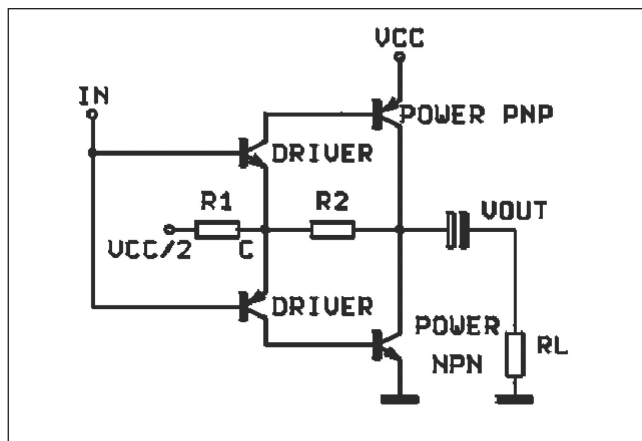 VCC
IN
POWER PNP
DRIVER
R1
R2
VOUT
VCC/2
C
DRIVER
POWER
NPN
RL